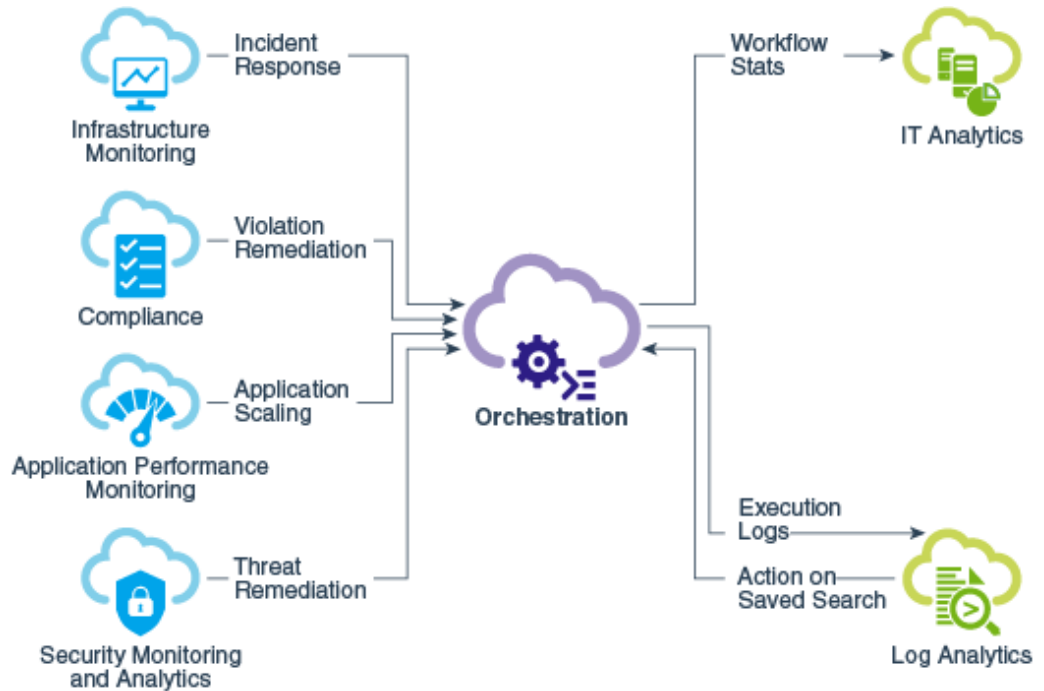 Incident
Response
Infrastructure
Monitoring
Violation
Remediation
Compliance
Application
Scaling
Application Performance
Monitoring
Threat
Remediation
Security Monitoring
and Analytics
Orchestration
Workflow
Stats
IT Analytics
Execution
Logs
Action on
Saved Search
Log Analytics